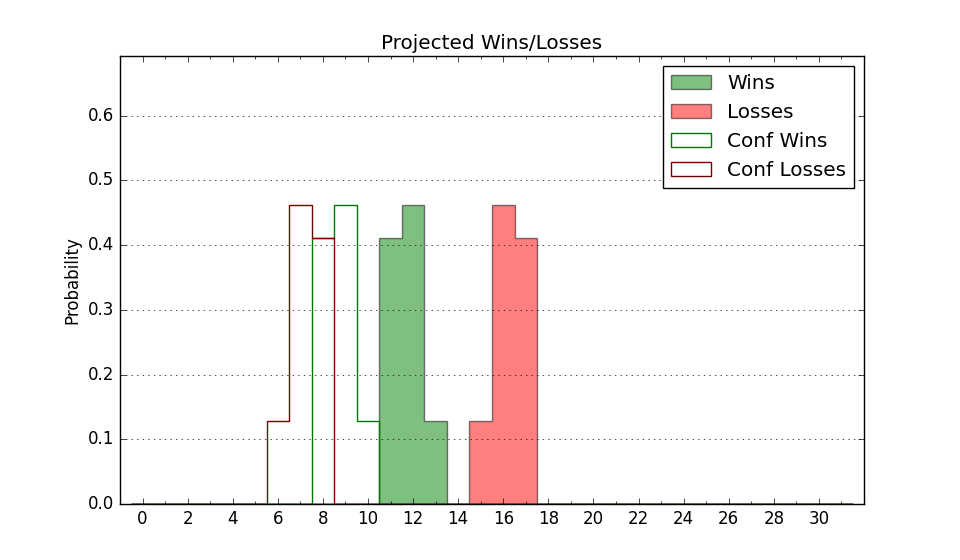 Projected Wins/Losses
Wins
Losses
Conf Wins
Conf Losses
Probability
0.6
0.5
0.4
0.3
0.2
0.1
0.0
0 2 4 6 8 10 12 14 16 18 20 22 24 26 28 30